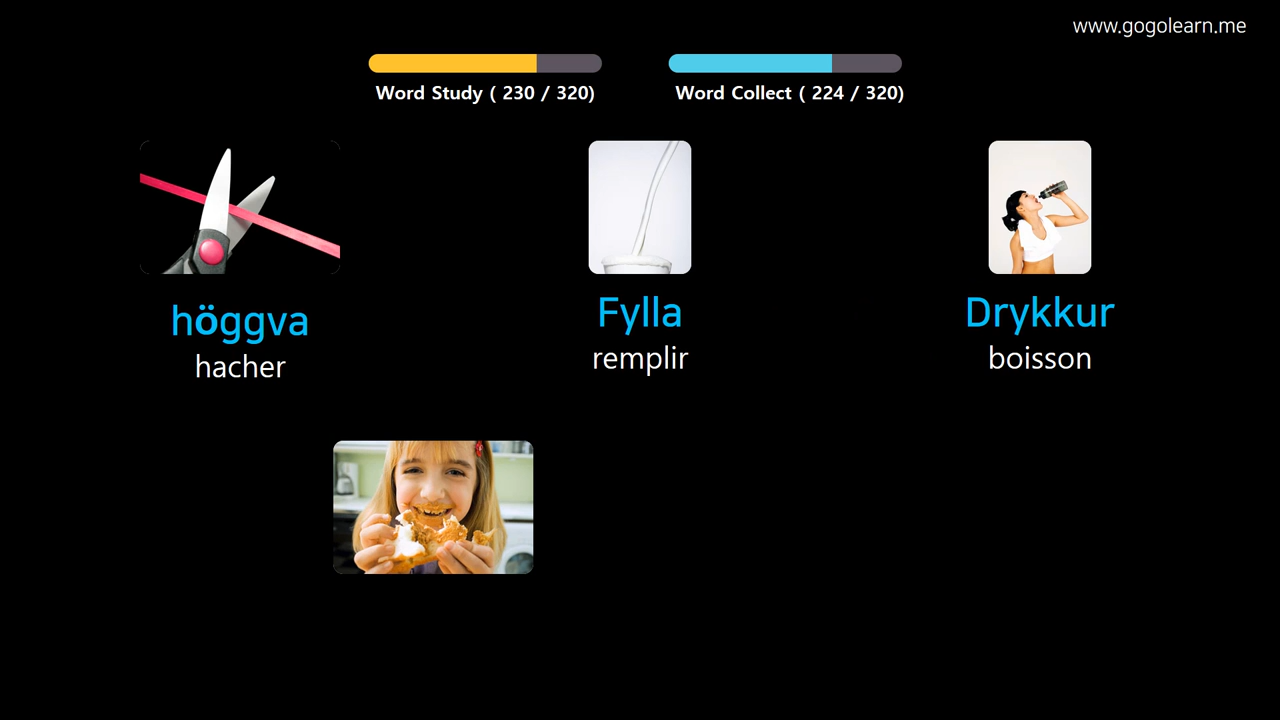 www.gogolearn.me
Word Study ( 230 / 320)
Word Collect ( 224 / 320)
höggva
hacher
Fylla
remplir
Drykkur
boisson